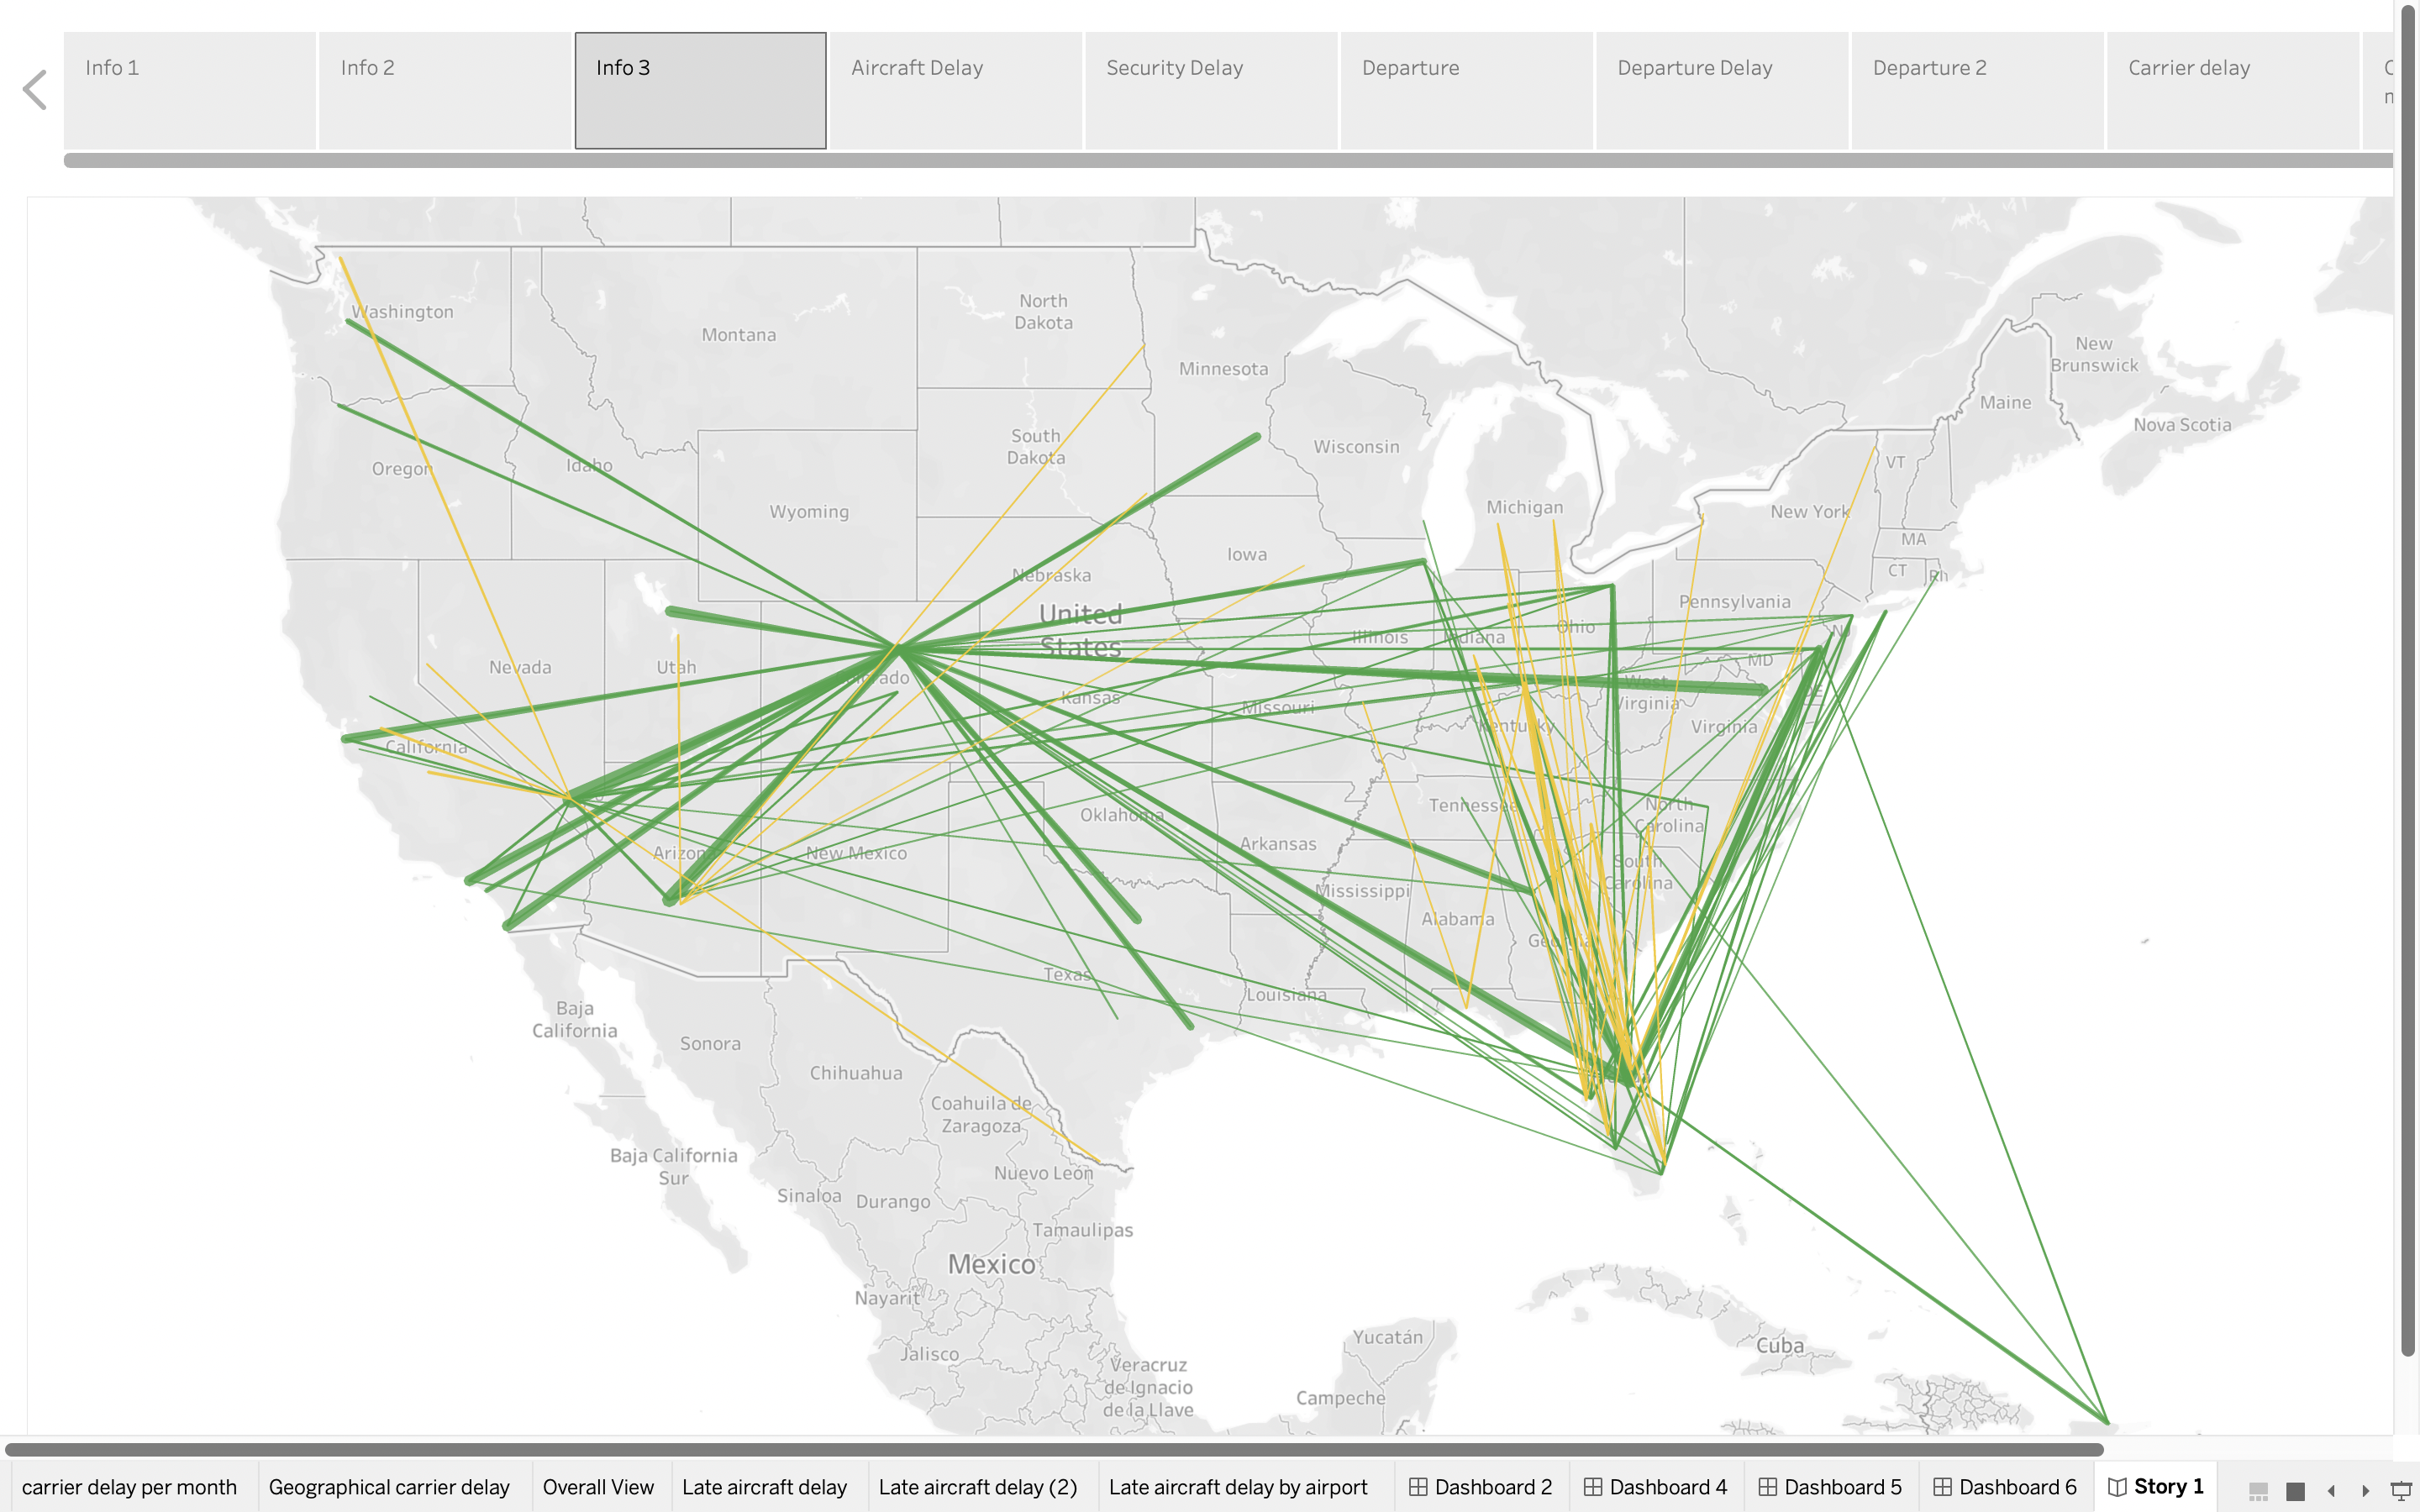 Info 1
Info 2
Info 3
Aircraft Delay
Security Delay
Departure
Departure Delay
Departure 2
Carrier delay
Washington
Montana
North
Dakota
Minnesota
New
Brunswick
Maine
Nova Scotia
Oregon
Idaho
South
Dakota
Wisconsin
VT
Wyoming
Michigan
New York
MA
Iowa
CT
Nebraska
Pennsylvania
United
States
Illinois
Indiana
Ohio
NJ
Nevada
Utah
MD
Kansas
Missouri
West
Virginia
Kentucky
Virginia
California
Oklahoma
Tennessee
North
Carolina
Arizona
New Mexico
Arkansas
South
Carolina
Mississippi
Alabama
Texas
Louisiana
Baja
California
Sonora
Chihuahua
Coahuila de
Zaragoza
Baja California
Sur
Nuevo León
Sinaloa
Durango
Tamaulipas
Mexico
Nayarit
Yucatán
Cuba
Jalisco
Veracruz
de Ignacio
de la Llave
Campeche
carrier delay per month
Geographical carrier delay
Overall View
Late aircraft delay
Late aircraft delay (2)
Late aircraft delay by airport
Dashboard 2
Dashboard 4
Dashboard 5
Dashboard 6
Story 1